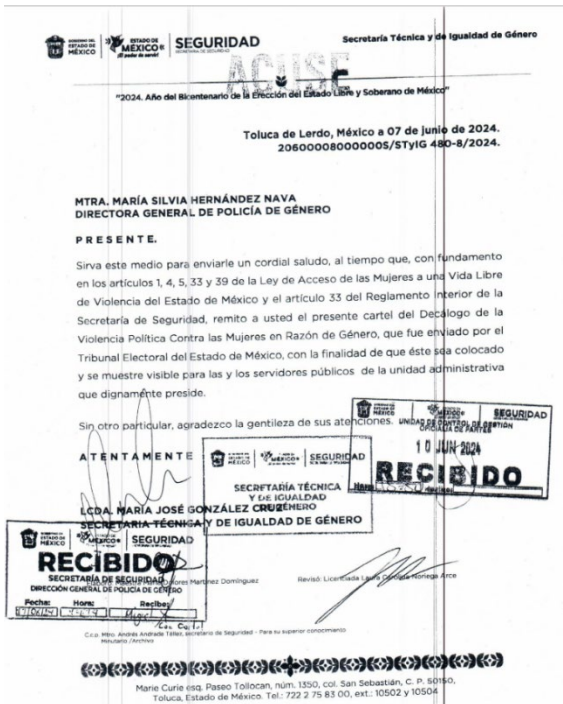 GOBIERNO DEL
ESTADO DE
MÉXICO
ESTADO DE
MÉXICO
¡El poder de servir!
SEGURIDAD
SECRETARÍA DE SEGURIDAD
Secretaría Técnica y de Igualdad de Género
ACUSE
"2024. Año del Bicentenario de la Erección del Estado Libre y Soberano de México"
Toluca de Lerdo, México a 07 de junio de 2024.
20600008000000S/STyIG 480-8/2024.
MTRA. MARÍA SILVIA HERNÁNDEZ NAVA
DIRECTORA GENERAL DE POLICÍA DE GÉNERO
PRESENTE.
Sirva este medio para enviarle un cordial saludo, al tiempo que, con fundamento
en los artículos 1, 4, 5, 33 y 39 de la Ley de Acceso de las Mujeres a una Vida Libre
de Violencia del Estado de México y el artículo 33 del Reglamento Interior de la
Secretaría de Seguridad, remito a usted el presente cartel del Decálogo de la
Violencia Política Contra las Mujeres en Razón de Género, que fue enviado por el
Tribunal Electoral del Estado de México, con la finalidad de que éste sea colocado
y se muestre visible para las y los servidores públicos de la unidad administrativa
que dignamente preside.
Sin otro particular, agradezco la gentileza de sus atenciones.
SEGURIDAD
UNIDAD DE CONTROL DE GESTIÓN
OFICIALÍA DE PARTES
10 JUN 2024
RECIBIDO
ATENTAMENTE
SEGURIDAD
SECRETARÍA TÉCNICA
Y DE IGUALDAD
DE GÉNERO
LCDA. MARÍA JOSÉ GONZÁLEZ CRUZ
SECRETARIA TÉCNICA Y DE IGUALDAD DE GÉNERO
SEGURIDAD
RECIBIDO
SECRETARÍA DE SEGURIDAD
DIRECCIÓN GENERAL DE POLICÍA DE GÉNERO
Fecha: Hora: Recibe:
Martínez Domínguez
Revisó: Licenciada Laura Noriega Arce
C.c.p. Mtro. Andrés Andrade Téllez, Secretario de Seguridad - Para su superior conocimiento
Minutario /Archivo
Marie Curie esq. Paseo Tollocan, núm. 1350, col. San Sebastián, C. P. 50150,
Toluca, Estado de México. Tel.: 722 2 75 83 00, ext.: 10502 y 10504